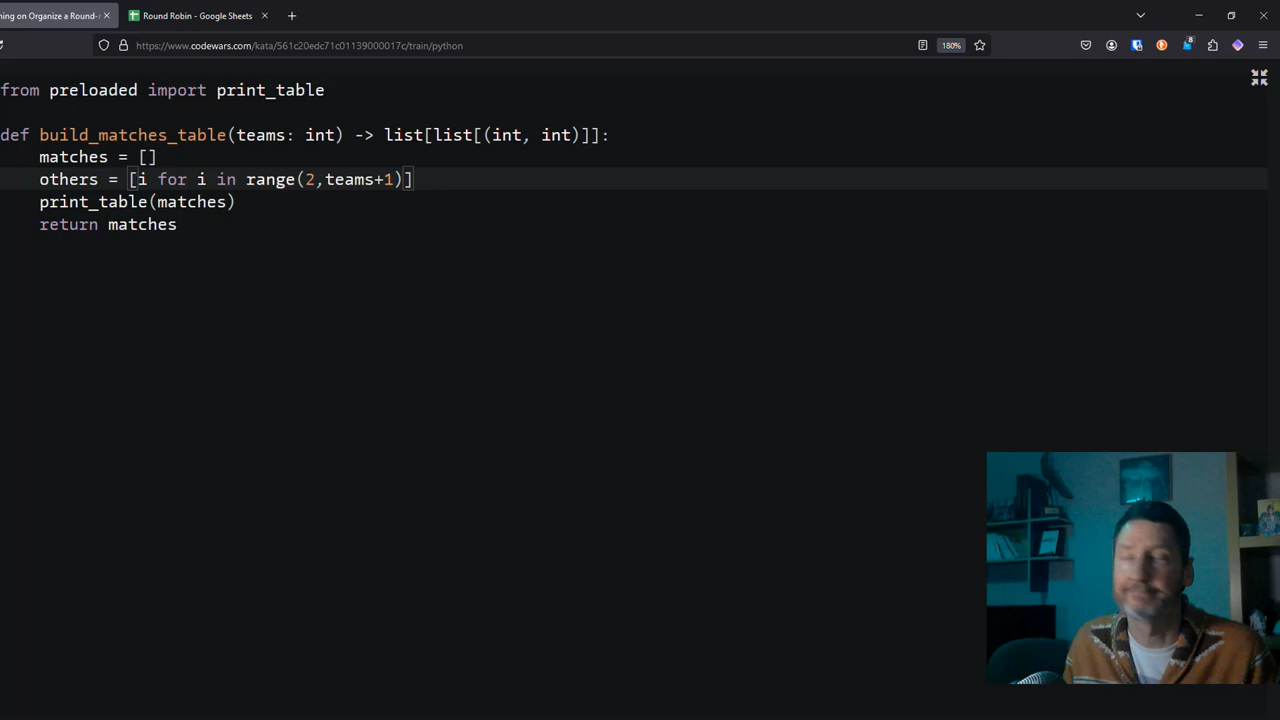 ning on Organize a Round-
Round Robin - Google Sheets
https://www.codewars.com/kata/561c20edc71c01139000017c/train/python
180%
8
from preloaded import print_table
def build_matches_table(teams: int) -> list[list[(int, int)]]:
matches = []
others = [i for i in range(2,teams+1)]
print_table(matches)
return matches